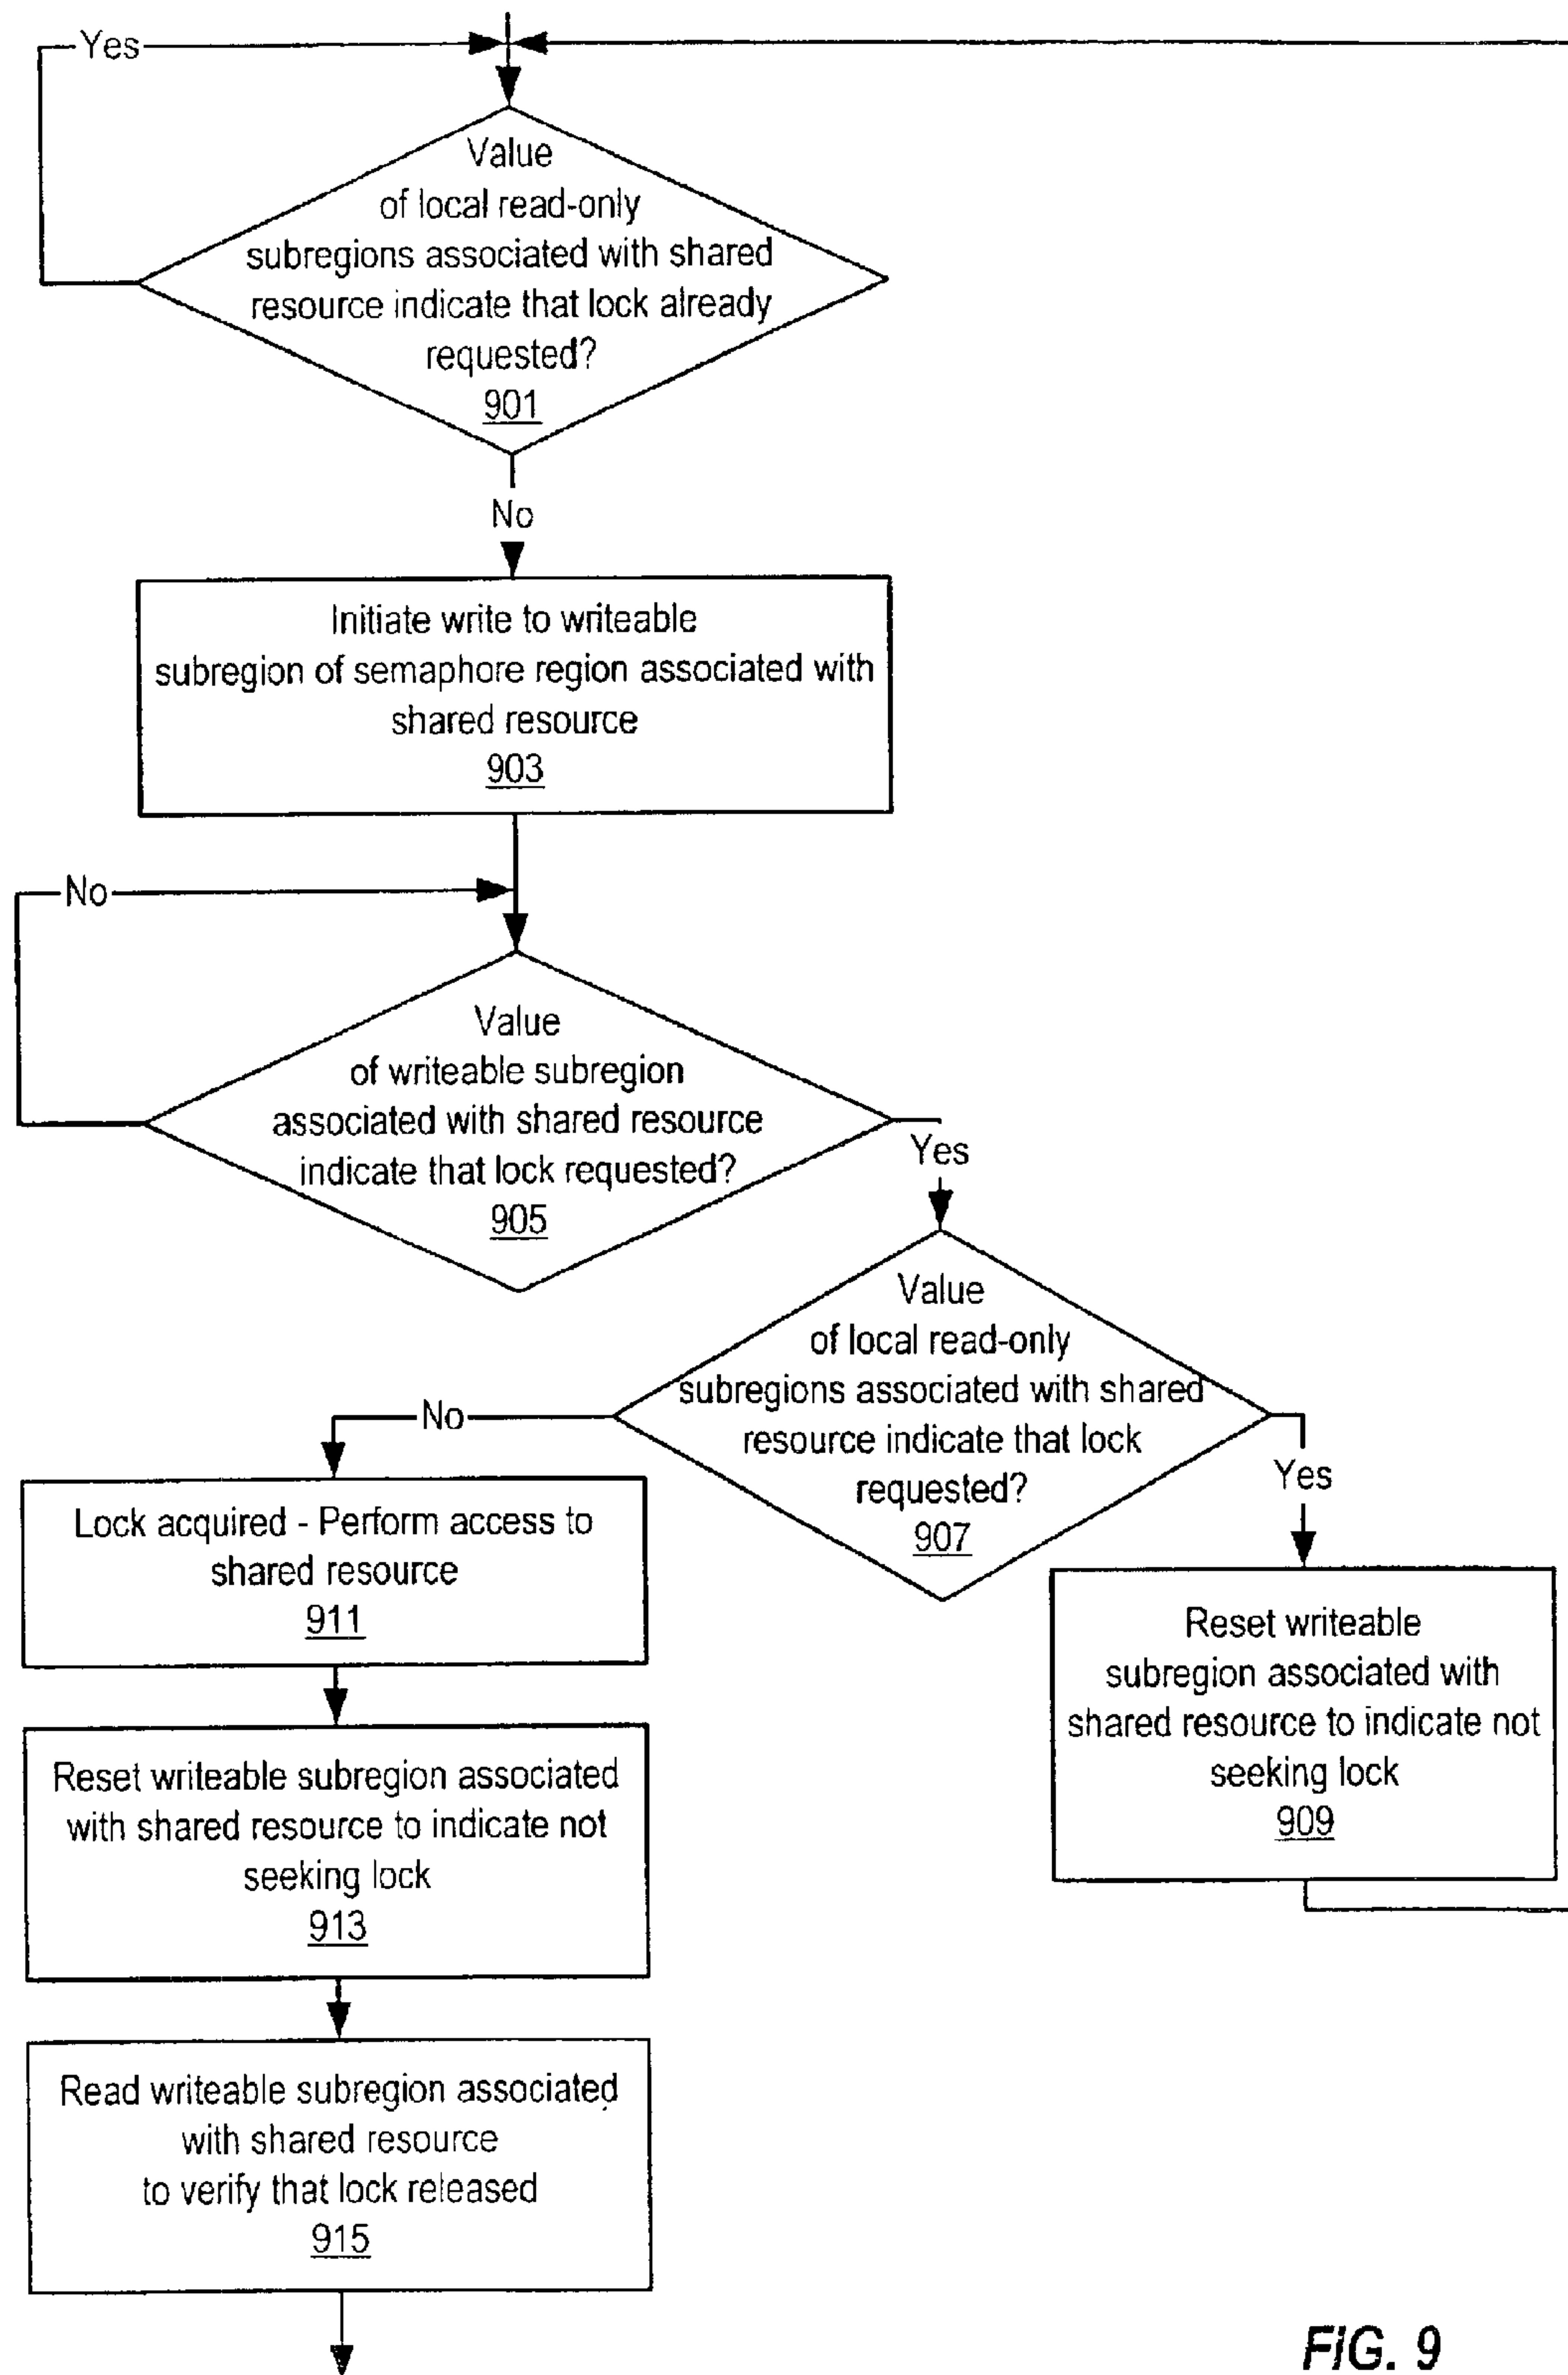 Yes
Value
of local read-only
subregions associated with shared
resource indicate that lock already
requested?
901
No
Initiate write to writeable
subregion of semaphore region associated with
shared resource
903
No
Value
of writeable subregion
associated with shared resource
indicate that lock requested?
905
Yes
Value
of local read-only
subregions associated with shared
resource indicate that lock
requested?
907
No
Yes
Lock acquired - Perform access to
shared resource
911
Reset writeable
subregion associated with
shared resource to indicate not
seeking lock
909
Reset writeable subregion associated
with shared resource to indicate not
seeking lock
913
Read writeable subregion associated
with shared resource
to verify that lock released
915
FIG. 9